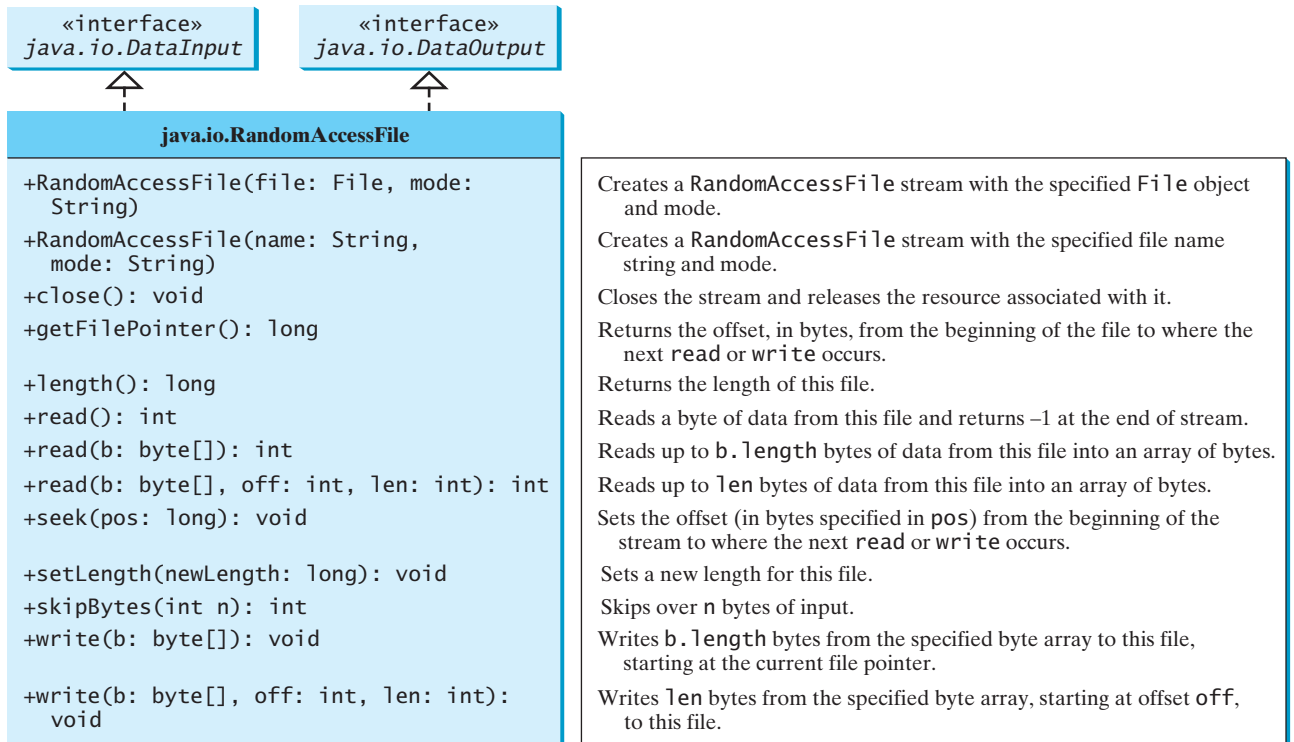 «interface»
java.io.DataInput
«interface»
java.io.DataOutput
java.io.RandomAccessFile
+RandomAccessFile(file: File, mode:
String)
Creates a RandomAccessFile stream with the specified File object
and mode.
+RandomAccessFile(name: String,
mode: String)
Creates a RandomAccessFile stream with the specified file name
string and mode.
+close(): void
Closes the stream and releases the resource associated with it.
+getFilePointer(): long
Returns the offset, in bytes, from the beginning of the file to where the
next read or write occurs.
+length(): long
Returns the length of this file.
+read(): int
Reads a byte of data from this file and returns –1 at the end of stream.
+read(b: byte[]): int
Reads up to b.length bytes of data from this file into an array of bytes.
+read(b: byte[], off: int, len: int): int
Reads up to len bytes of data from this file into an array of bytes.
+seek(pos: long): void
Sets the offset (in bytes specified in pos) from the beginning of the
stream to where the next read or write occurs.
+setLength(newLength: long): void
Sets a new length for this file.
+skipBytes(int n): int
Skips over n bytes of input.
+write(b: byte[]): void
Writes b.length bytes from the specified byte array to this file,
starting at the current file pointer.
+write(b: byte[], off: int, len: int):
void
Writes len bytes from the specified byte array, starting at offset off,
to this file.